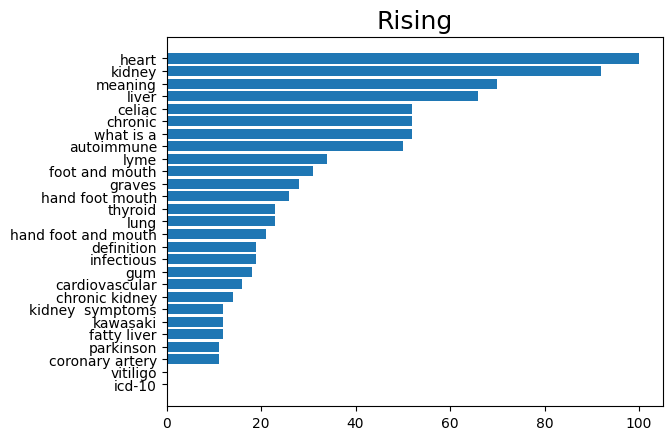 Rising
heart
kidney
meaning
liver
celiac
chronic
what is a
autoimmune
lyme
foot and mouth
graves
hand foot mouth
thyroid
lung
hand foot and mouth
definition
infectious
gum
cardiovascular
chronic kidney
kidney  symptoms
kawasaki
fatty liver
parkinson
coronary artery
vitiligo
icd-10
0 20 40 60 80 100